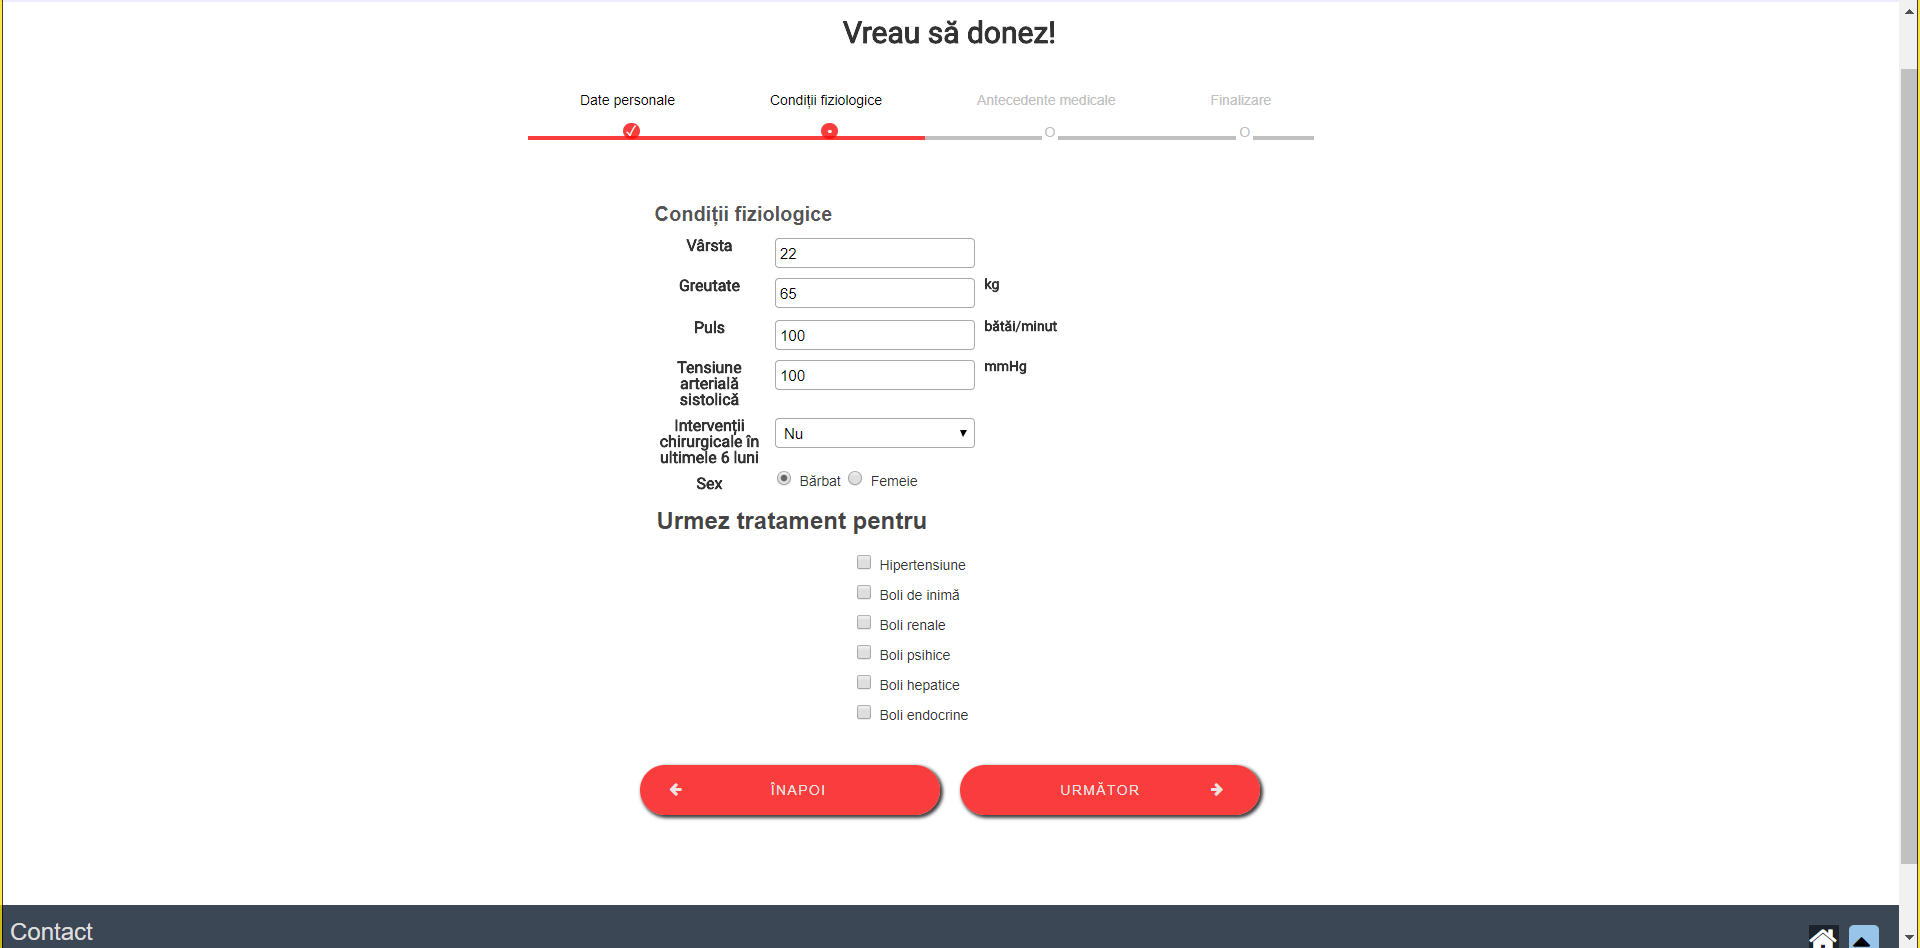 Vreau să donez!
Date personale
Condiții fiziologice
Antecedente medicale
Finalizare
Condiții fiziologice
Vârsta
22
Greutate
65
kg
Puls
100
bătăi/minut
Tensiune
arterială
sistolică
100
mmHg
Intervenții
chirurgicale în
ultimele 6 luni
Nu
Sex
Bărbat
Femeie
Urmez tratament pentru
Hipertensiune
Boli de inimă
Boli renale
Boli psihice
Boli hepatice
Boli endocrine
ÎNAPOI
URMĂTOR
Contact